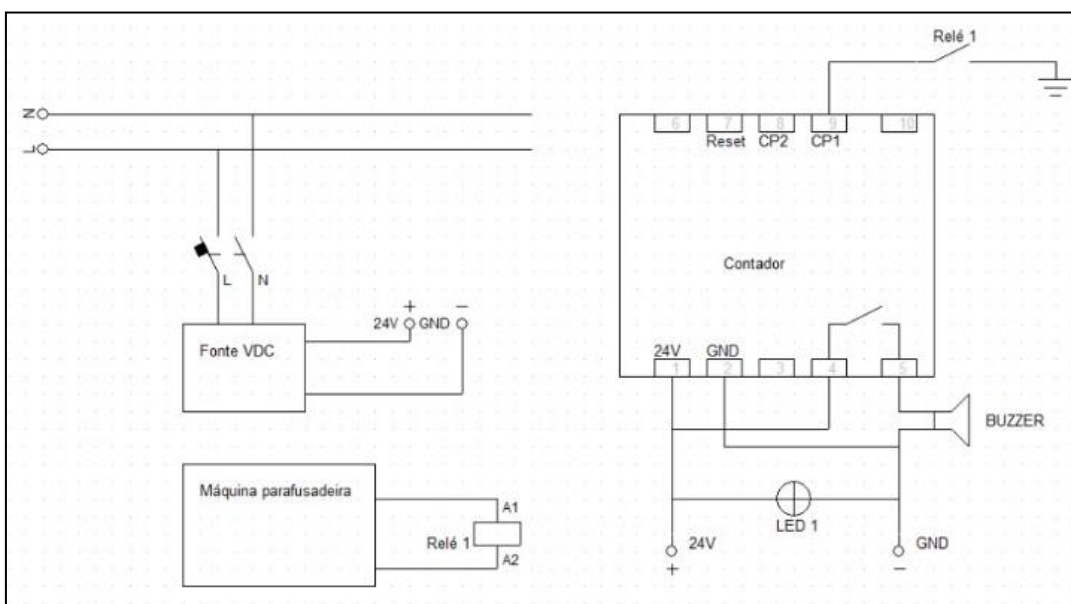 Relé 1
N
L
6 7 8 9 10
Reset CP2 CP1
Contador
L N
+ −
24V GND
Fonte VDC
24V GND
1 2 3 4 5
BUZZER
Máquina parafusadeira
A1
Relé 1
A2
LED 1
24V GND
+ −